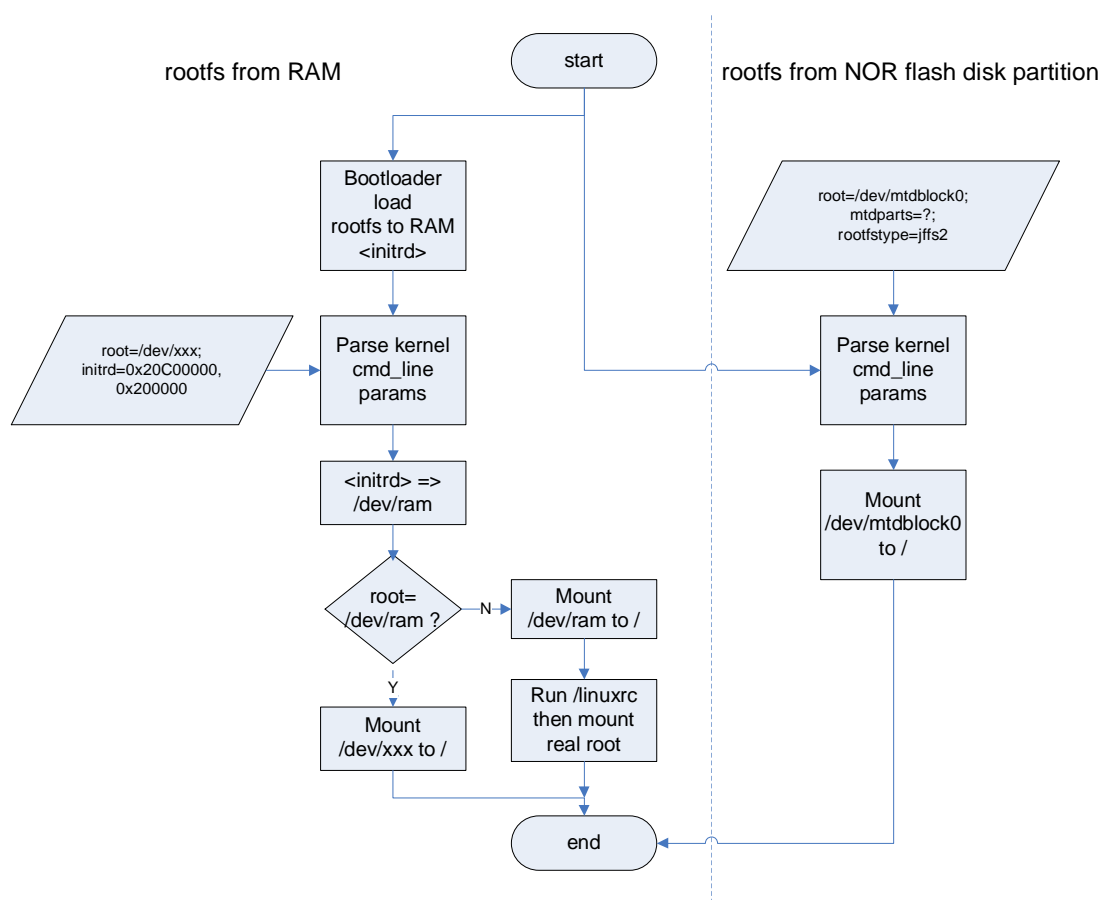 start
rootfs from RAM
rootfs from NOR flash disk partition
Bootloader
load
rootfs to RAM
<initrd>
root=/dev/mtdblock0;
mtdparts=?;
rootfstype=jffs2
root=/dev/xxx;
initrd=0x20C00000,
0x200000
Parse kernel
cmd_line
params
Parse kernel
cmd_line
params
<initrd> =>
/dev/ram
Mount
/dev/mtdblock0
to /
root=
/dev/ram ?
N
Mount
/dev/ram to /
Y
Run /linuxrc
then mount
real root
Mount
/dev/xxx to /
end